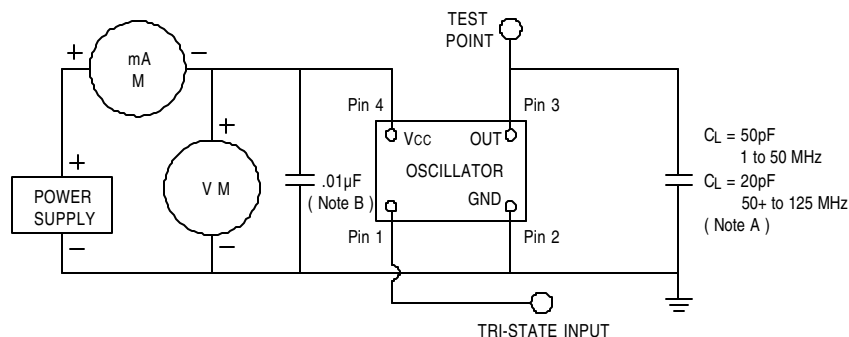 TEST
POINT
+
mA
M
−
Pin 4
Pin 3
+
VCC
OUT
CL = 50pF
1 to 50 MHz
+
OSCILLATOR
CL = 20pF
50+ to 125 MHz
( Note A )
POWER
SUPPLY
V M
.01µF
( Note B )
GND
−
−
Pin 1
Pin 2
TRI-STATE INPUT